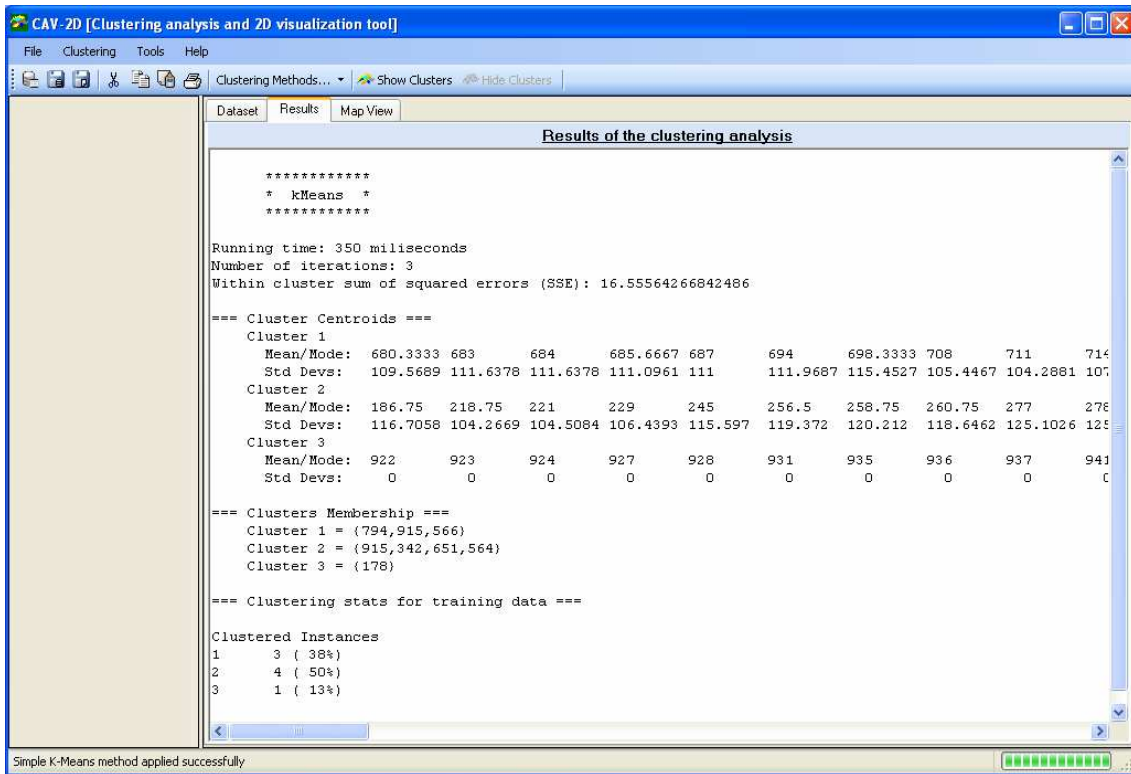 CAV-2D [Clustering analysis and 2D visualization tool]
File Clustering Tools Help
Clustering Methods... Show Clusters Hide Clusters
Dataset Results Map View
Results of the clustering analysis
************
* kMeans *
************
Running time: 350 miliseconds
Number of iterations: 3
Within cluster sum of squared errors (SSE): 16.55564266842486
=== Cluster Centroids ===
Cluster 1
Mean/Mode: 680.3333 683 684 685.6667 687 694 698.3333 708 711 714
Std Devs: 109.5689 111.6378 111.6378 111.0961 111 111.9687 115.4527 105.4467 104.2881 107
Cluster 2
Mean/Mode: 186.75 218.75 221 229 245 256.5 258.75 260.75 277 278
Std Devs: 116.7058 104.2669 104.5084 106.4393 115.597 119.372 120.212 118.6462 125.1026 125
Cluster 3
Mean/Mode: 922 923 924 927 928 931 935 936 937 941
Std Devs: 0 0 0 0 0 0 0 0 0 0
=== Clusters Membership ===
Cluster 1 = {794,915,566}
Cluster 2 = {915,342,651,564}
Cluster 3 = {178}
=== Clustering stats for training data ===
Clustered Instances
1 3 ( 38%)
2 4 ( 50%)
3 1 ( 13%)
Simple K-Means method applied successfully